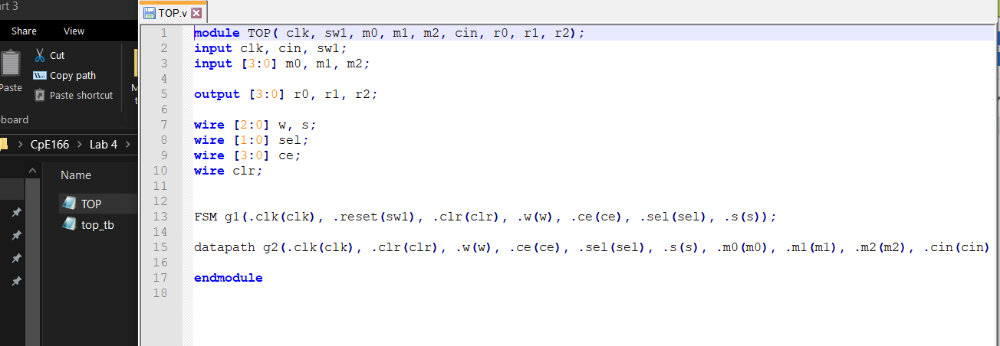 art 3
Share View
Cut
Copy path
Paste
Paste shortcut
board
CpE166 > Lab 4 >
Name
TOP
top_tb
TOP.v
1 module TOP( clk, sw1, m0, m1, m2, cin, r0, r1, r2);
2 input clk, cin, sw1;
3 input [3:0] m0, m1, m2;
4
5 output [3:0] r0, r1, r2;
6
7 wire [2:0] w, s;
8 wire [1:0] sel;
9 wire [3:0] ce;
10 wire clr;
11
12
13 FSM g1(.clk(clk), .reset(sw1), .clr(clr), .w(w), .ce(ce), .sel(sel), .s(s));
14
15 datapath g2(.clk(clk), .clr(clr), .w(w), .ce(ce), .sel(sel), .s(s), .m0(m0), .m1(m1), .m2(m2), .cin(cin)
16
17 endmodule
18